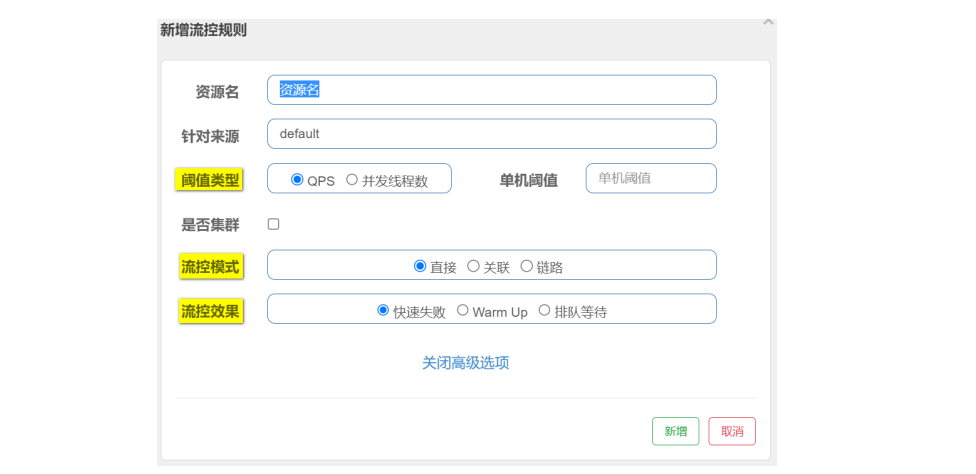 新增流控规则
资源名 资源名
针对来源 default
阈值类型 QPS 并发线程数 单机阈值 单机阈值
是否集群
流控模式 直接 关联 链路
流控效果 快速失败 Warm Up 排队等待
关闭高级选项
新增 取消